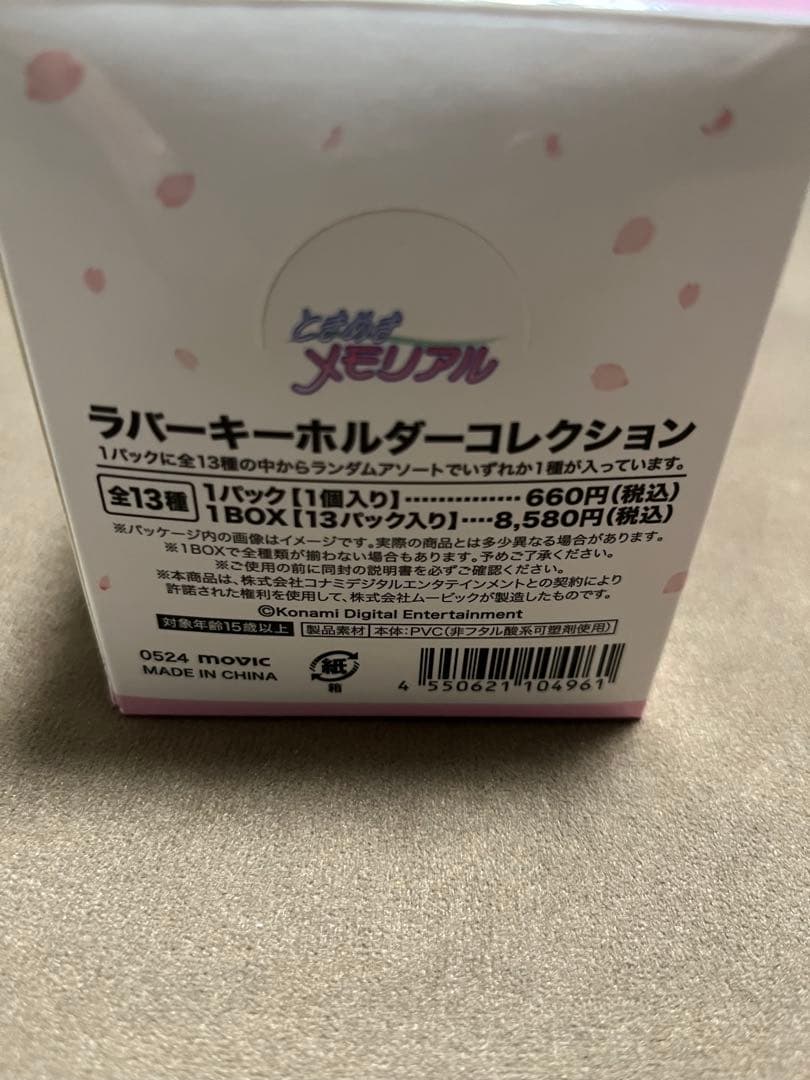 ときめき
メモリアル
ラバーキーホルダーコレクション
1パックに全13種の中からランダムアソートでいずれか1種が入っています。
全13種
1パック【1個入り】‥‥‥‥‥‥‥660円(税込)
1BOX【13パック入り】‥‥8,580円(税込)
※パッケージ内の画像はイメージです。実際の商品とは多少異なる場合があります。
※1BOXで全種類が揃わない場合もあります。予めご了承ください。
※ご使用の前に同封の説明書を必ずご確認ください。
※本商品は、株式会社コナミデジタルエンタテインメントとの契約により
許諾された権利を使用して、株式会社ムービックが製造したものです。
©Konami Digital Entertainment
対象年齢15歳以上 製品素材 本体:PVC(非フタル酸系可塑剤使用)
0524 movic
MADE IN CHINA
紙
箱
4 550621 104961